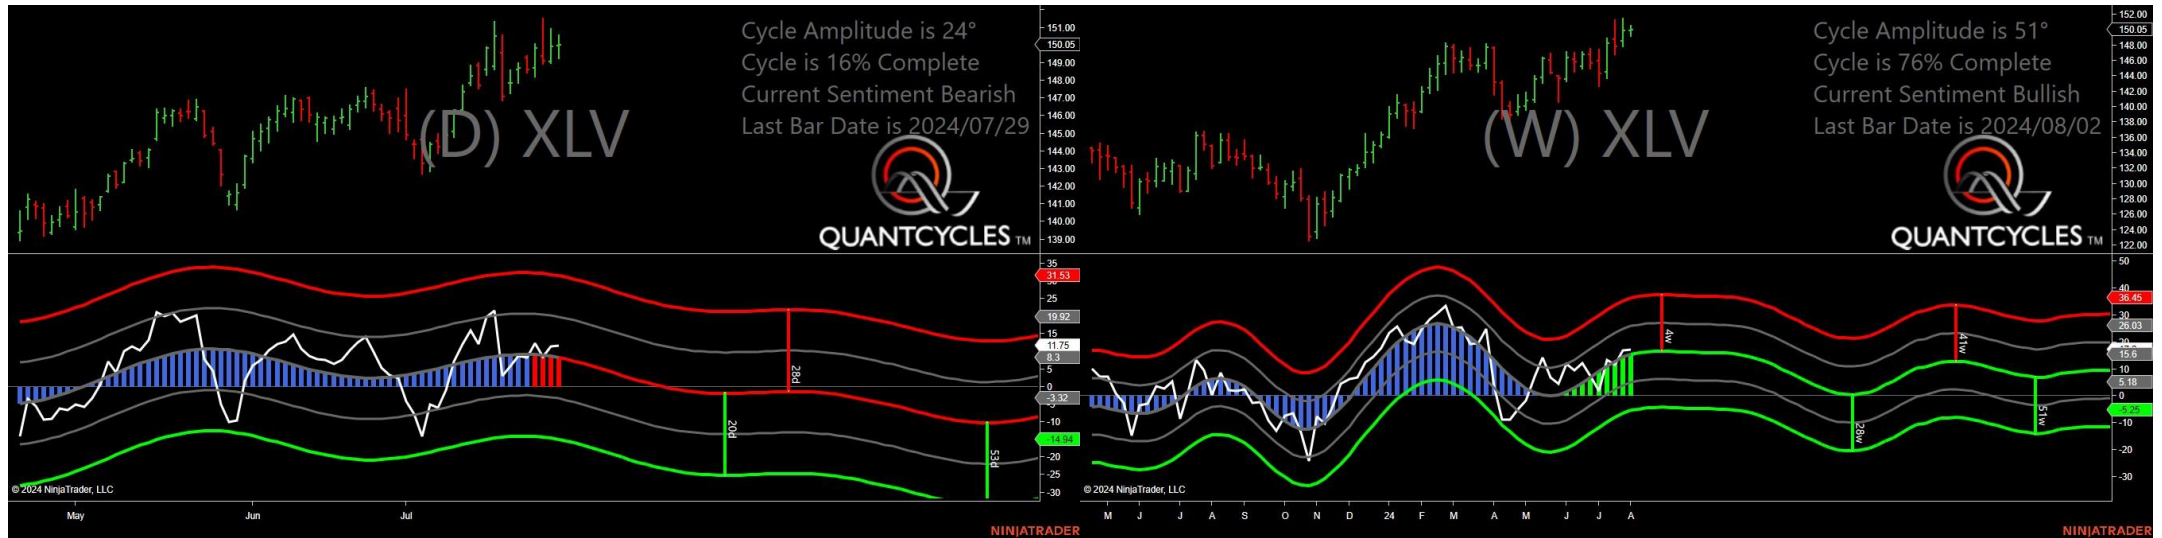 Cycle Amplitude is 24°
Cycle is 16% Complete
Current Sentiment Bearish
Last Bar Date is 2024/07/29
(D) XLV
QUANTCYCLES TM
151.00
150.05
149.00
148.00
147.00
146.00
145.00
144.00
143.00
142.00
141.00
140.00
139.00
35
31.53
25
19.92
15
11.75
8.3
5
0
-3.32
-10
-14.94
-20
-25
-30
28d
20d
53d
© 2024 NinjaTrader, LLC
May Jun Jul
NINJATRADER
Cycle Amplitude is 51°
Cycle is 76% Complete
Current Sentiment Bullish
Last Bar Date is 2024/08/02
(W) XLV
QUANTCYCLES TM
152.00
150.05
148.00
146.00
144.00
142.00
140.00
138.00
136.00
134.00
132.00
130.00
128.00
126.00
124.00
122.00
50
40
36.45
30
26.03
20
15.6
10
5.18
0
-5.25
-10
-20
-30
4w
41w
28w
51w
© 2024 NinjaTrader, LLC
M J J A S O N D 24 F M A M J J A
NINJATRADER